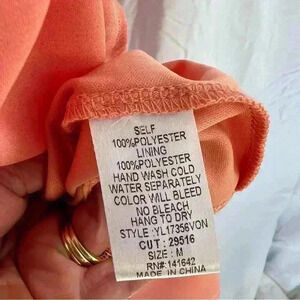 SELF
100%POLYESTER
LINING
100%POLYESTER
HAND WASH COLD
WATER SEPARATELY
COLOR WILL BLEED
NO BLEACH
HANG TO DRY
STYLE :YL17356VON
CUT : 29516
SIZE : M
RN#: 141642
MADE IN CHINA